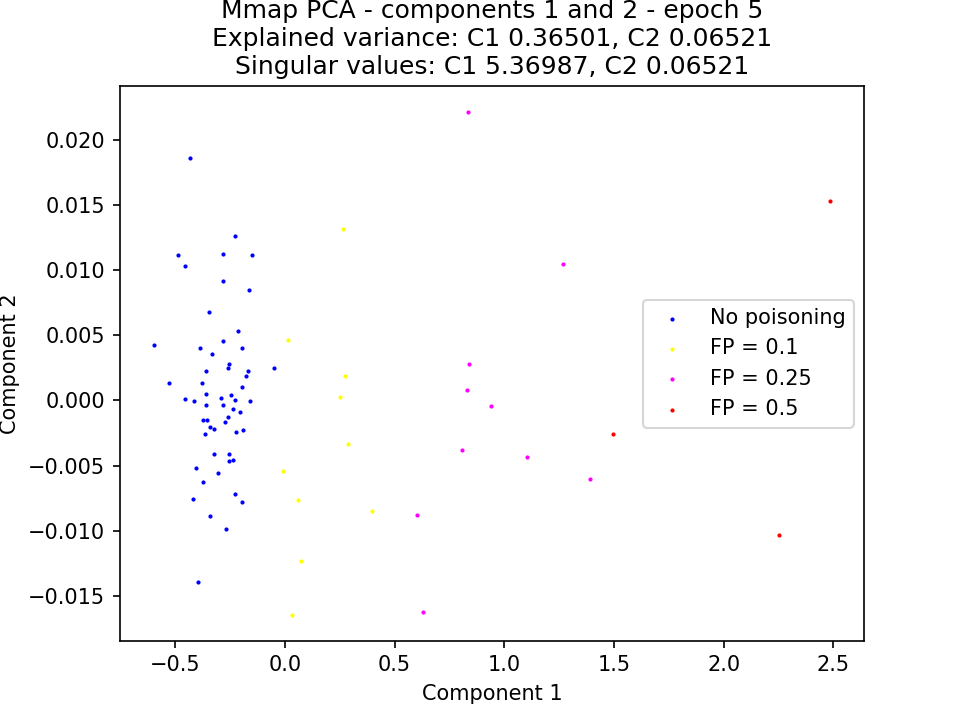 Mmap PCA - components 1 and 2 - epoch 5
Explained variance: C1 0.36501, C2 0.06521
Singular values: C1 5.36987, C2 0.06521
Component 2
0.020
0.015
0.010
0.005
0.000
−0.005
−0.010
−0.015
No poisoning
FP = 0.1
FP = 0.25
FP = 0.5
−0.5 0.0 0.5 1.0 1.5 2.0 2.5
Component 1